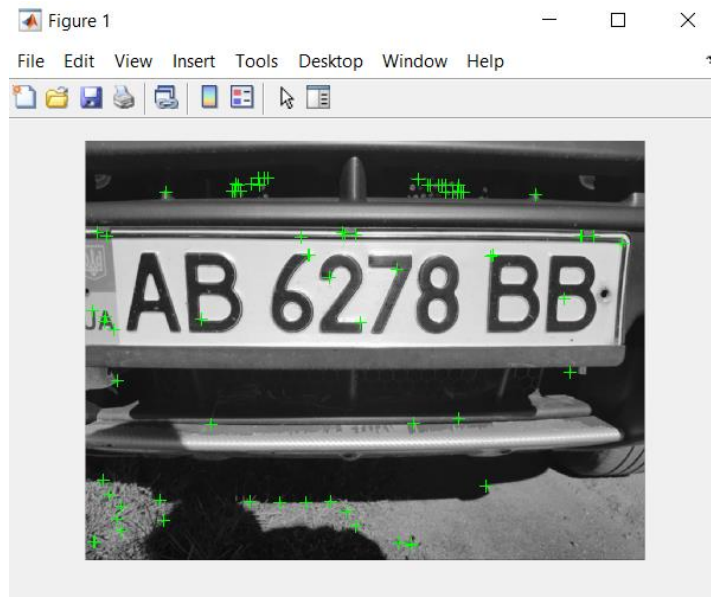 Figure 1
File Edit View Insert Tools Desktop Window Help
AB 6278 BB
UA